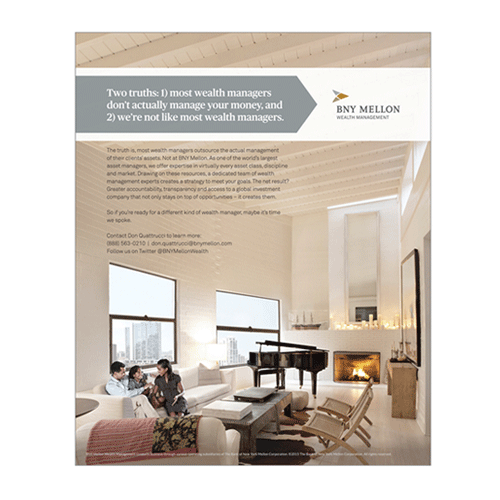 Two truths: 1) most wealth managers
don't actually manage your money, and
2) we're not like most wealth managers.
BNY MELLON
WEALTH MANAGEMENT
The truth is, most wealth managers outsource the actual management
of their clients' assets. Not at BNY Mellon. As one of the world's largest
asset managers, we offer expertise in virtually every asset class, discipline
and market. Drawing on these resources, a dedicated team of wealth
management experts creates a strategy to meet your goals. The net result?
Greater accountability, transparency and access to a global investment
company that not only stays on top of opportunities – it creates them.
So if you're ready for a different kind of wealth manager, maybe it's time
we spoke.
Contact Don Quattrucci to learn more:
(888) 563-0210 | don.quattrucci@bnymellon.com
Follow us on Twitter @BNYMellonWealth